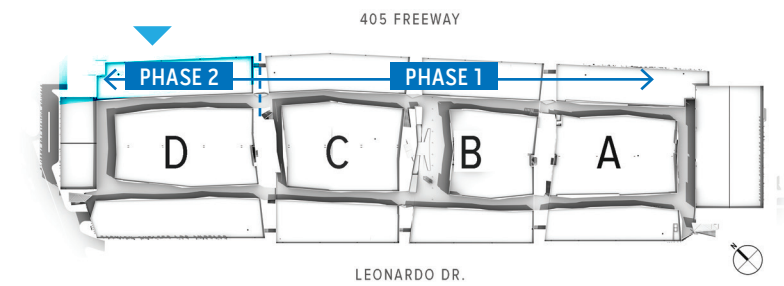 405 FREEWAY
PHASE 2
PHASE 1
D
C
B
A
N
LEONARDO DR.